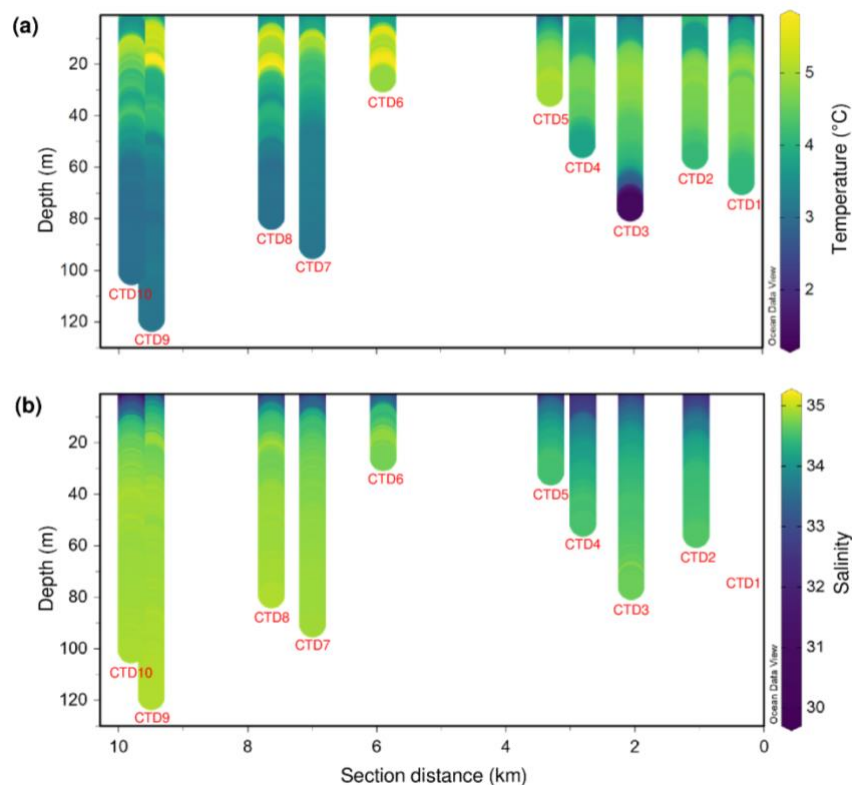 (a)
Depth (m)
20
40
60
80
100
120
CTD10
CTD9
CTD8
CTD7
CTD6
CTD5
CTD4
CTD3
CTD2
CTD1
Ocean Data View
5
4
3
2
Temperature (°C)
(b)
Depth (m)
20
40
60
80
100
120
CTD10
CTD9
CTD8
CTD7
CTD6
CTD5
CTD4
CTD3
CTD2
CTD1
Ocean Data View
35
34
33
32
31
30
Salinity
10
8
6
4
2
0
Section distance (km)